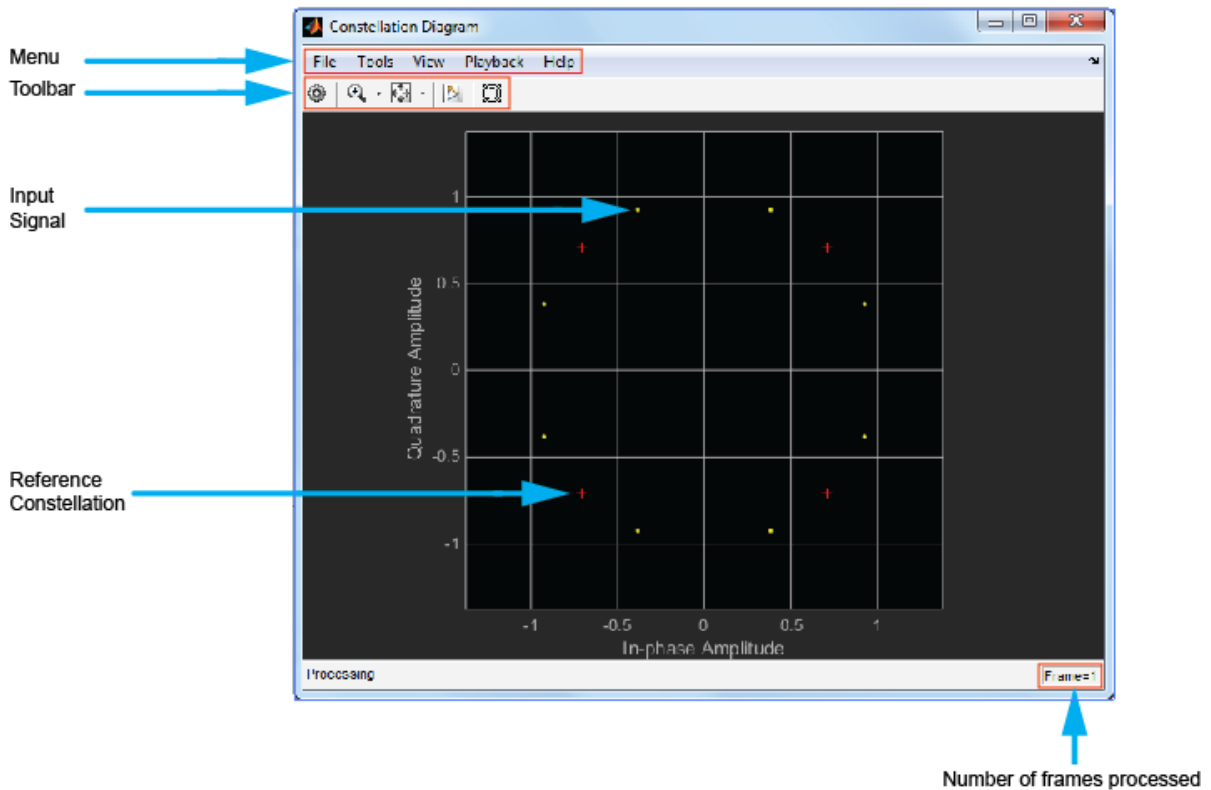 Constellation Diagram
Menu
File Tools View Playback Help
Toolbar
Input
Signal
1
0.5
0
-0.5
-1
Quadrature Amplitude
Reference
Constellation
-1 -0.5 0 0.5 1
In-phase Amplitude
Processing
Frame=1
Number of frames processed